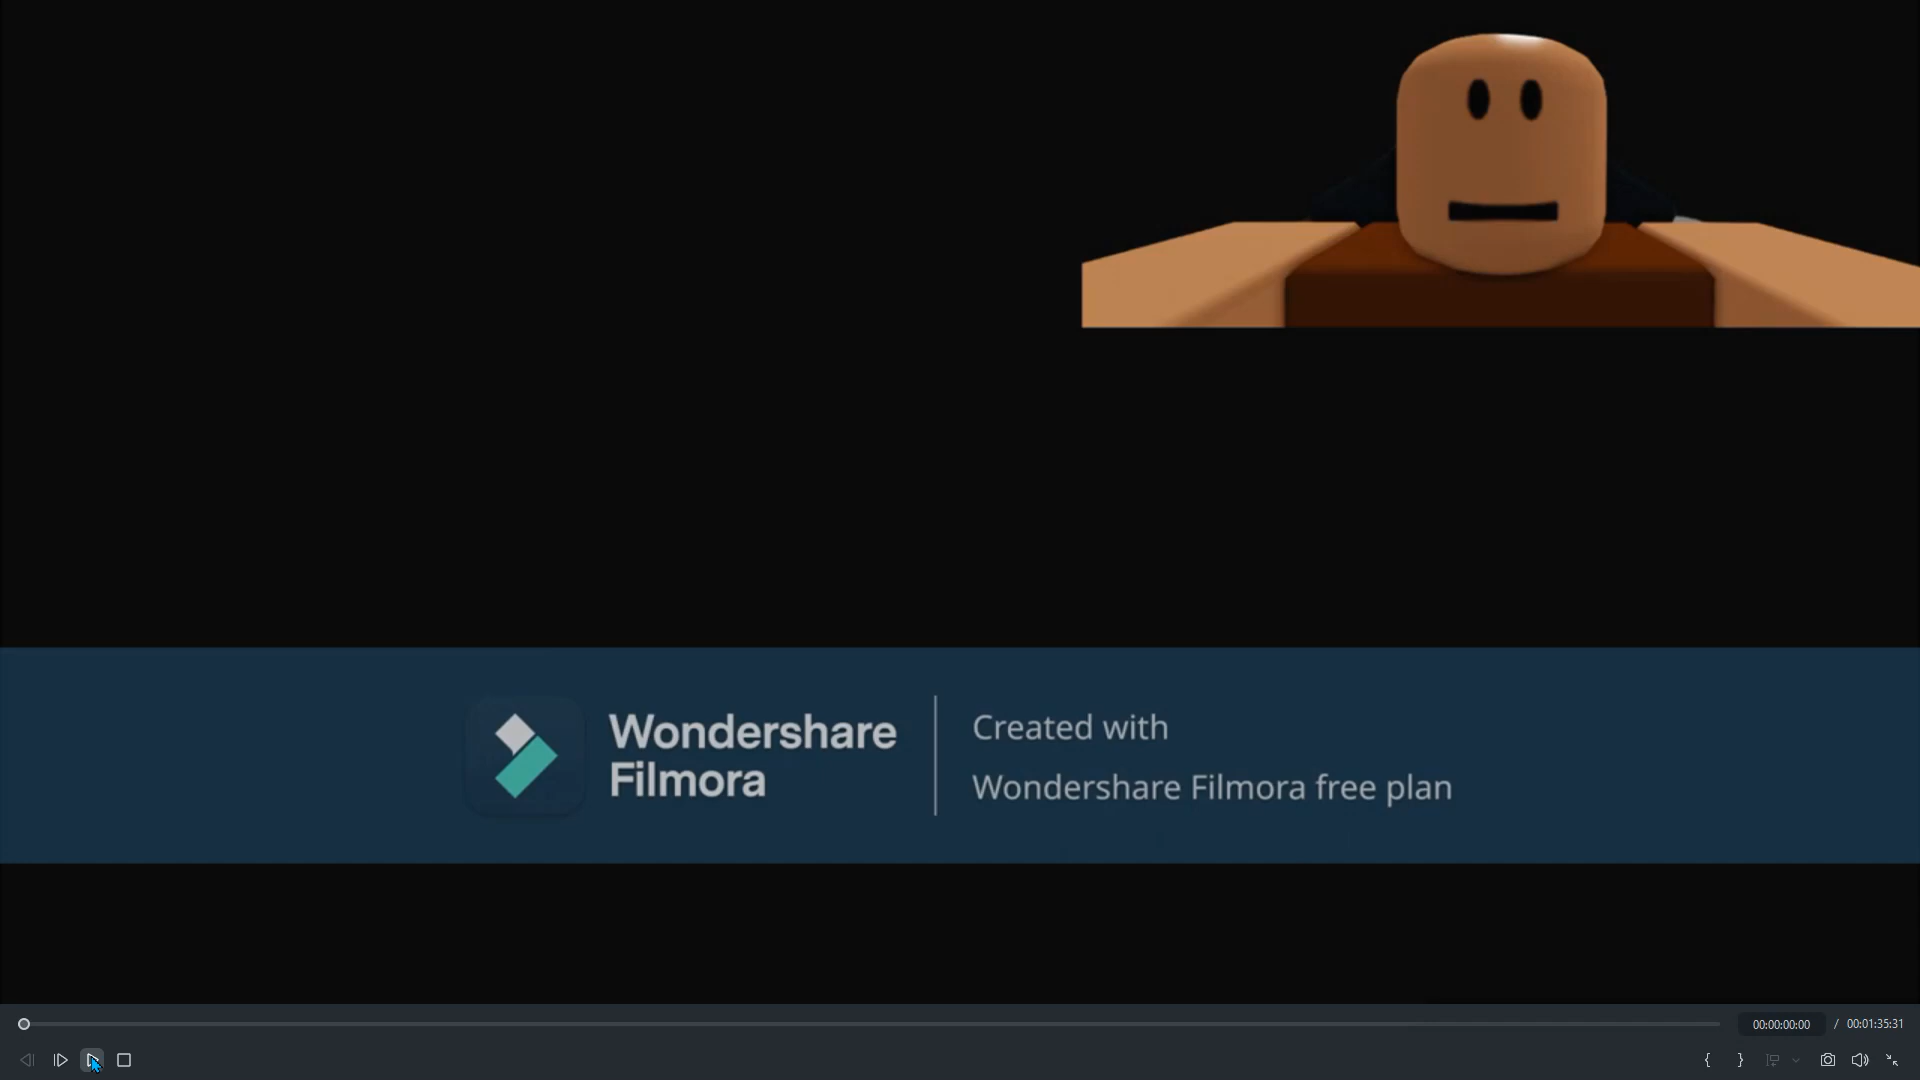 Wondershare
Filmora
Created with
Wondershare Filmora free plan
00:00:00:00 / 00:01:35:31
{ }